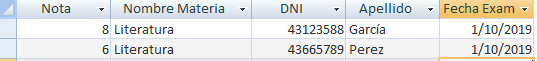 Nota Nombre Materia DNI Apellido Fecha Exam
8 Literatura 43123588 García 1/10/2019
6 Literatura 43665789 Perez 1/10/2019